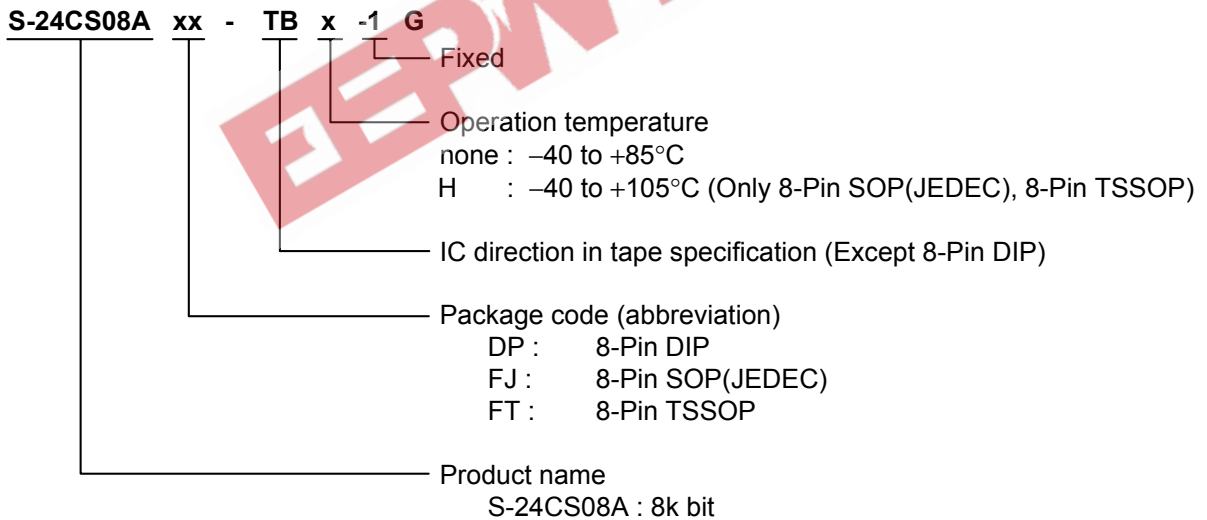 S-24CS08A xx - TB x -1 G
Fixed
Operation temperature
none : −40 to +85°C
H : −40 to +105°C (Only 8-Pin SOP(JEDEC), 8-Pin TSSOP)
IC direction in tape specification (Except 8-Pin DIP)
Package code (abbreviation)
DP : 8-Pin DIP
FJ : 8-Pin SOP(JEDEC)
FT : 8-Pin TSSOP
Product name
S-24CS08A : 8k bit